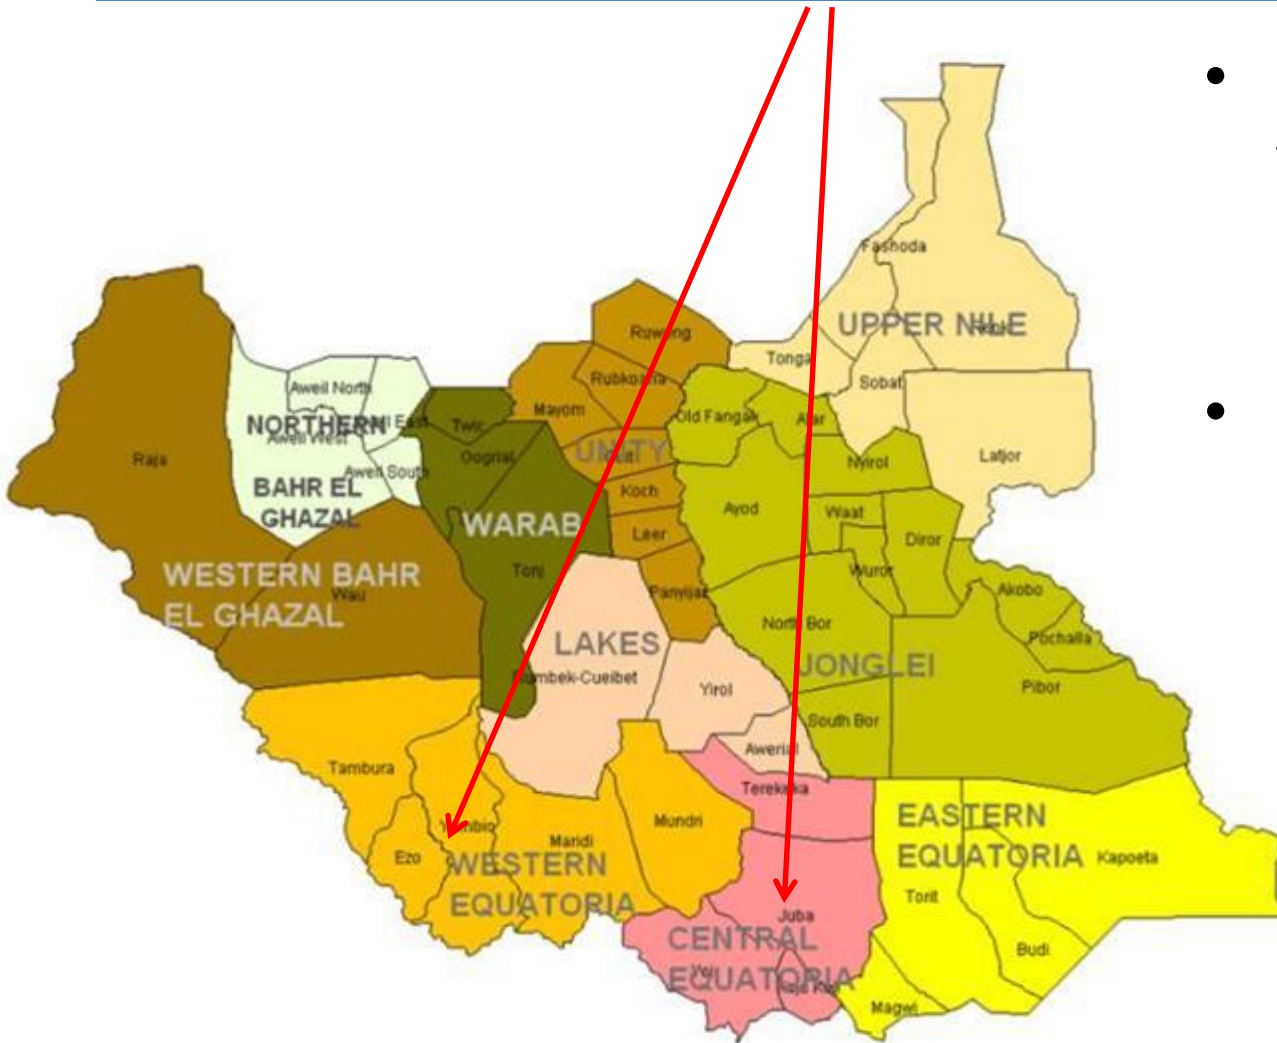 Fashoda
UPPER NILE
Ruweng
Tonga
Rubkona
Sobat
Aweil North
Mayom
Old Fangak
Atar
NORTHERN
Aweil East
Aweil West
Twic
UNITY
Raja
Gogrial
Nyirol
Latjor
Aweil South
BAHR EL
GHAZAL
Koch
Ayod
Waat
WARAB
Leer
Diror
WESTERN BAHR
EL GHAZAL
Wau
Tonj
Wuror
Panyijar
Akobo
North Bor
Pochalla
LAKES
JONGLEI
Rumbek-Cueibet
Yirol
Pibor
South Bor
Awerial
Tambura
Terekeka
EASTERN
EQUATORIA
Mundri
Yambio
Maridi
Ezo
Kapoeta
WESTERN
EQUATORIA
Torit
Juba
CENTRAL
EQUATORIA
Budi
Yei
Magwi